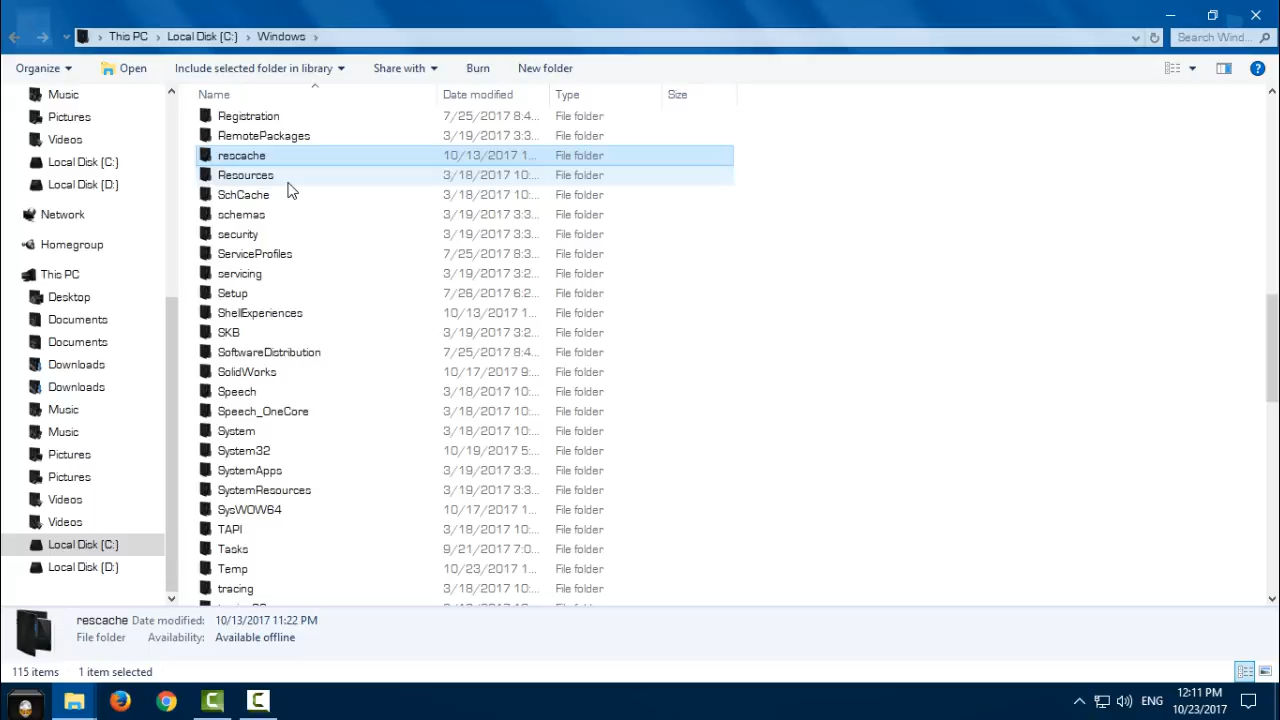 This PC > Local Disk (C:) > Windows >
Search Wind...
Organize Open Include selected folder in library Share with Burn New folder
Music
Pictures
Videos
Local Disk (C:)
Local Disk (D:)
Network
Homegroup
This PC
Desktop
Documents
Documents
Downloads
Downloads
Music
Music
Pictures
Pictures
Videos
Videos
Local Disk (C:)
Local Disk (D:)
Name Date modified Type Size
Registration 7/25/2017 8:4... File folder
RemotePackages 3/19/2017 3:3... File folder
rescache 10/13/2017 1... File folder
Resources 3/18/2017 10:... File folder
SchCache 3/18/2017 10:... File folder
schemas 3/19/2017 3:3... File folder
security 3/19/2017 3:3... File folder
ServiceProfiles 7/25/2017 8:3... File folder
servicing 3/19/2017 3:2... File folder
Setup 7/26/2017 6:2... File folder
ShellExperiences 10/13/2017 1... File folder
SKB 3/19/2017 3:2... File folder
SoftwareDistribution 7/25/2017 8:4... File folder
SolidWorks 10/17/2017 9:... File folder
Speech 3/18/2017 10:... File folder
Speech_OneCore 3/18/2017 10:... File folder
System 3/18/2017 10:... File folder
System32 10/19/2017 5:... File folder
SystemApps 3/19/2017 3:3... File folder
SystemResources 3/19/2017 3:3... File folder
SysWOW64 10/17/2017 1... File folder
TAPI 3/18/2017 10:... File folder
Tasks 9/21/2017 7:0... File folder
Temp 10/23/2017 1... File folder
tracing 3/18/2017 10:... File folder
rescache Date modified: 10/13/2017 11:22 PM
File folder Availability: Available offline
115 items 1 item selected
ENG
12:11 PM
10/23/2017